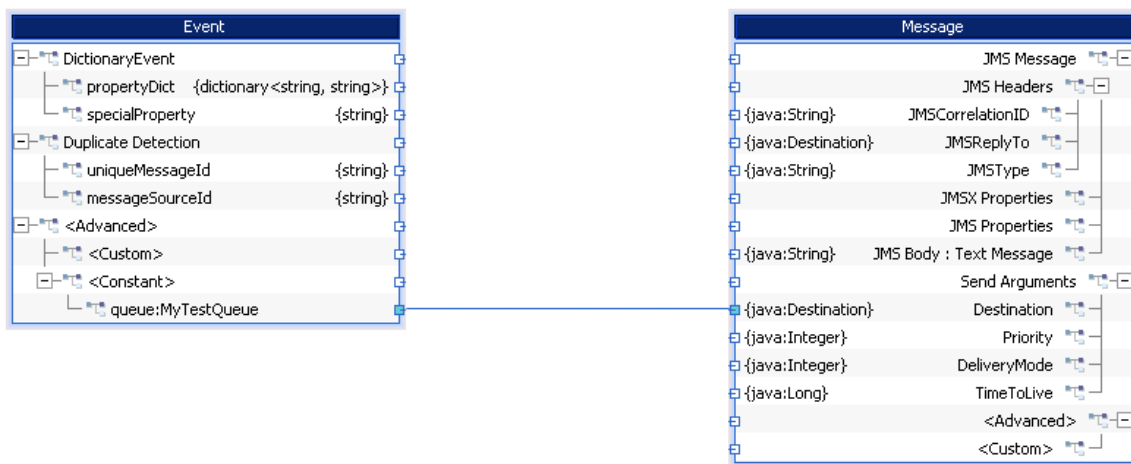 Event
DictionaryEvent
propertyDict {dictionary<string, string>}
specialProperty {string}
Duplicate Detection
uniqueMessageId {string}
messageSourceId {string}
<Advanced>
<Custom>
<Constant>
queue:MyTestQueue
Message
JMS Message
JMS Headers
{java:String} JMSCorrelationID
{java:Destination} JMSReplyTo
{java:String} JMSType
JMSX Properties
JMS Properties
{java:String} JMS Body : Text Message
Send Arguments
{java:Destination} Destination
{java:Integer} Priority
{java:Integer} DeliveryMode
{java:Long} TimeToLive
<Advanced>
<Custom>